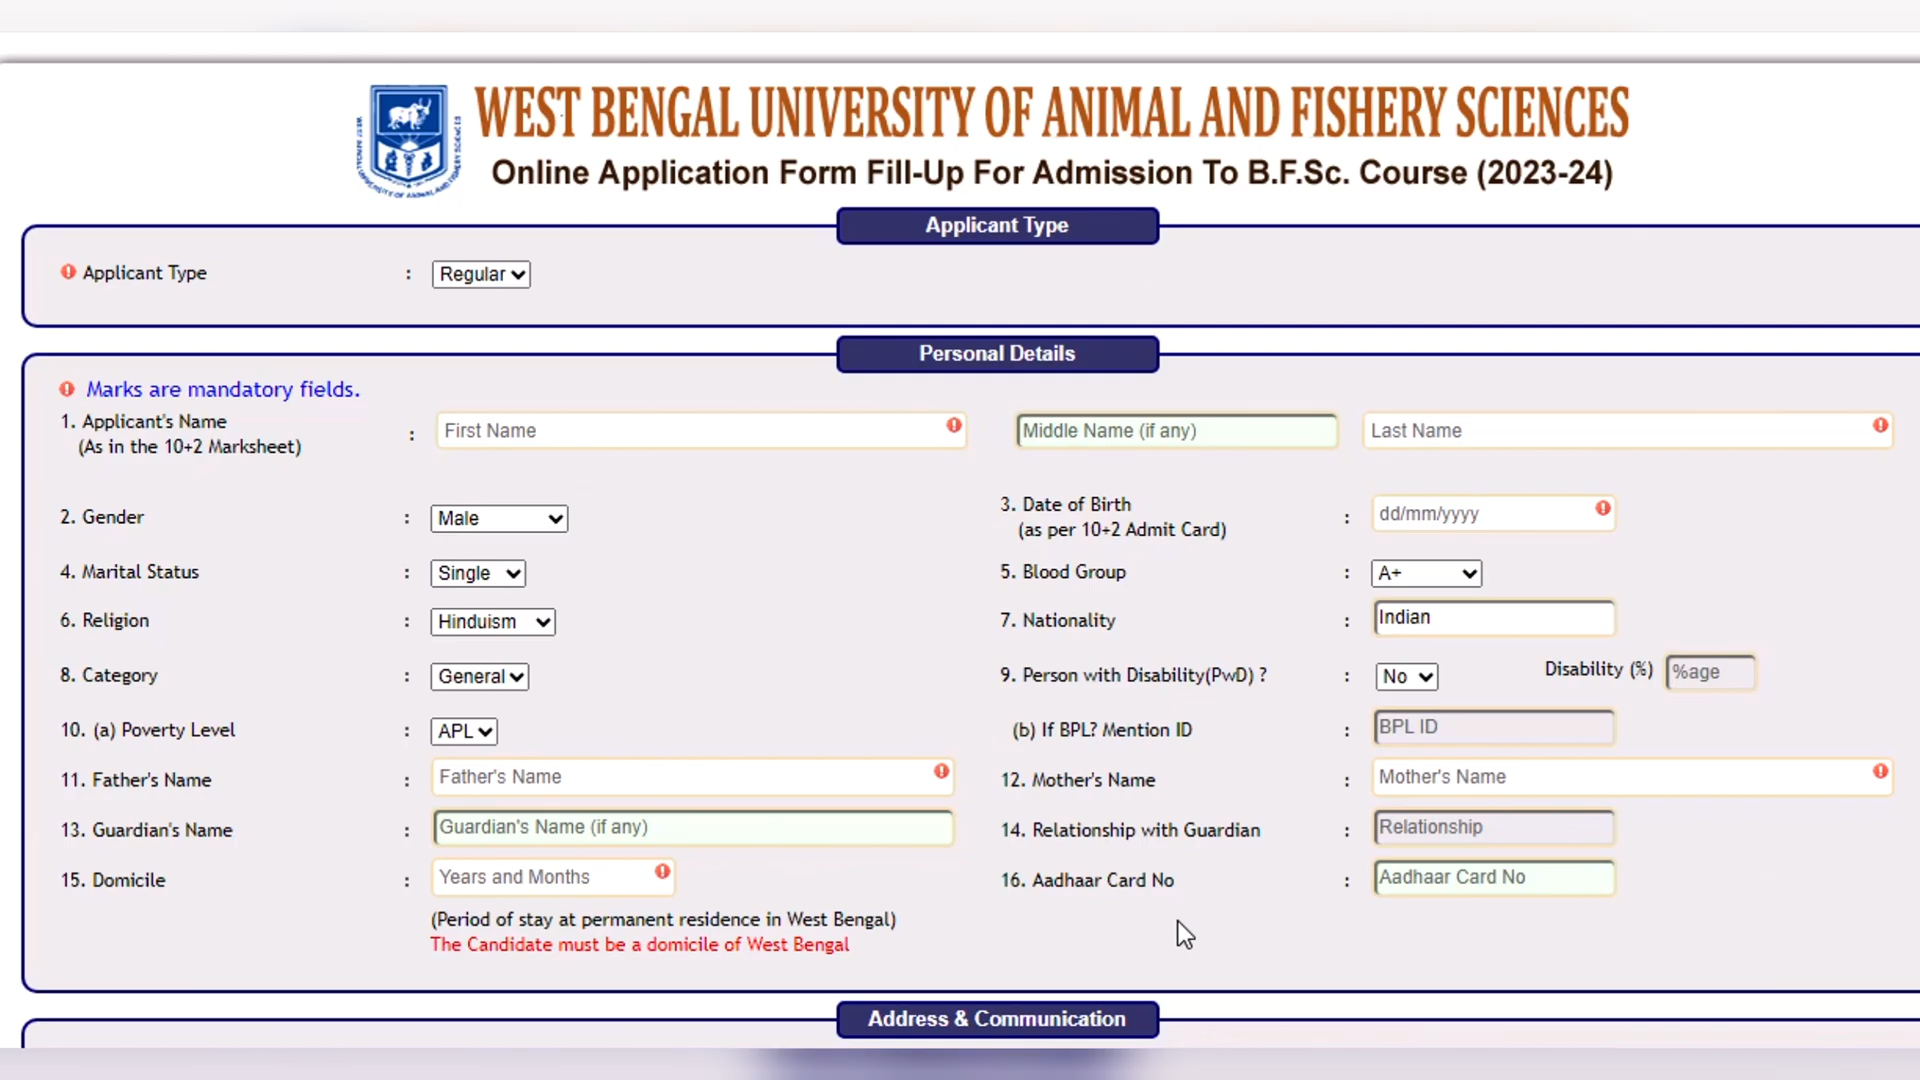 WEST BENGAL UNIVERSITY OF ANIMAL AND FISHERY SCIENCES
Online Application Form Fill-Up For Admission To B.F.Sc. Course (2023-24)
Applicant Type
Applicant Type : Regular
Personal Details
Marks are mandatory fields.
1. Applicant's Name : First Name Middle Name (if any) Last Name
(As in the 10+2 Marksheet)
2. Gender : Male
3. Date of Birth : dd/mm/yyyy
(as per 10+2 Admit Card)
4. Marital Status : Single
5. Blood Group : A+
6. Religion : Hinduism
7. Nationality : Indian
8. Category : General
9. Person with Disability(PwD) ? : No Disability (%) %age
10. (a) Poverty Level : APL
(b) If BPL? Mention ID : BPL ID
11. Father's Name : Father's Name
12. Mother's Name : Mother's Name
13. Guardian's Name : Guardian's Name (if any)
14. Relationship with Guardian : Relationship
15. Domicile : Years and Months
16. Aadhaar Card No : Aadhaar Card No
(Period of stay at permanent residence in West Bengal)
The Candidate must be a domicile of West Bengal
Address & Communication